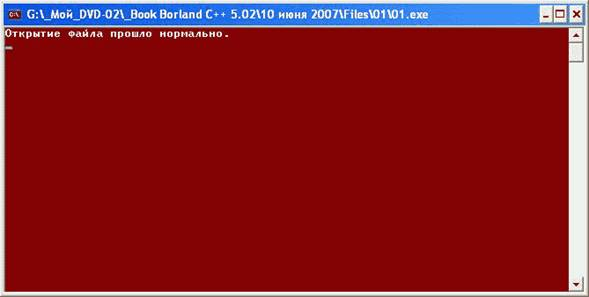 G:\_Мой_DVD-02\_Book Borland C++ 5.02\10 июня 2007\Files\01\01.exe
Открытие файла прошло нормально.